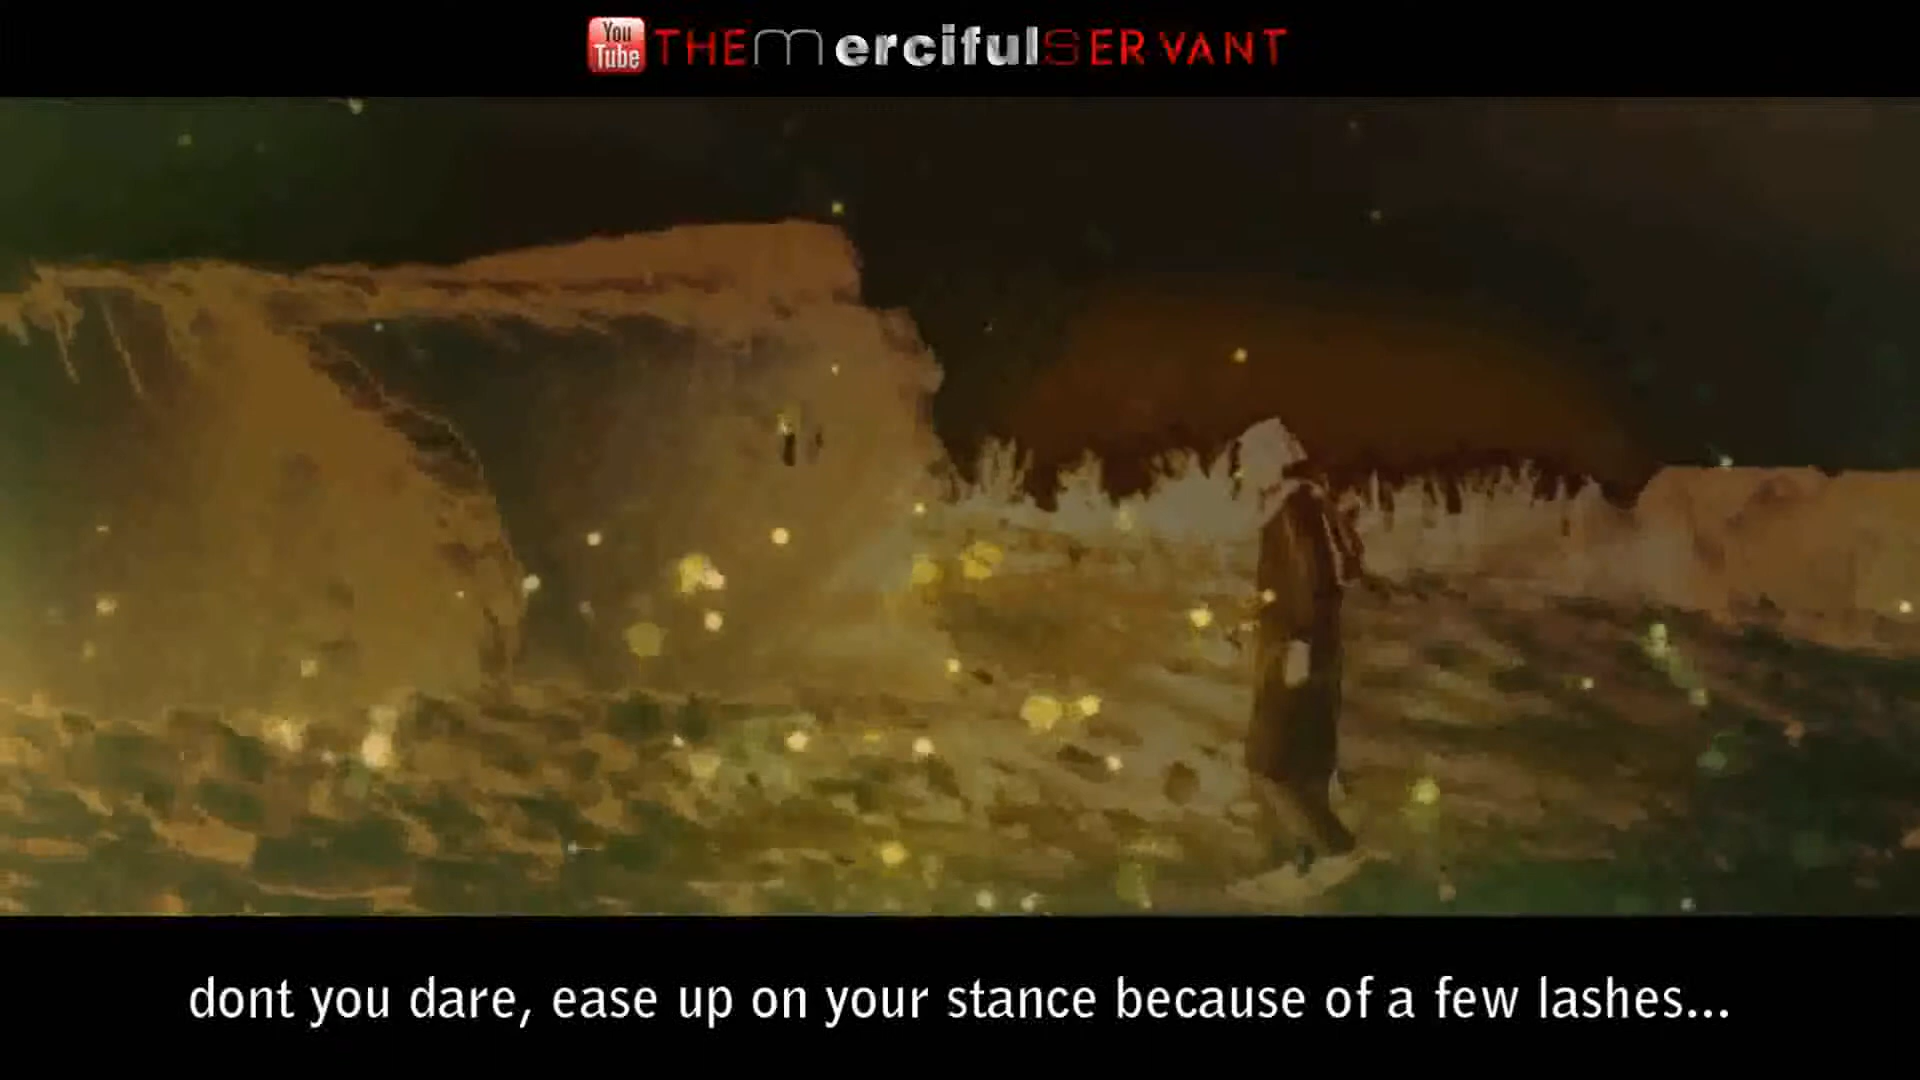 You Tube THEmercifulSERVANT
dont you dare, ease up on your stance because of a few lashes...